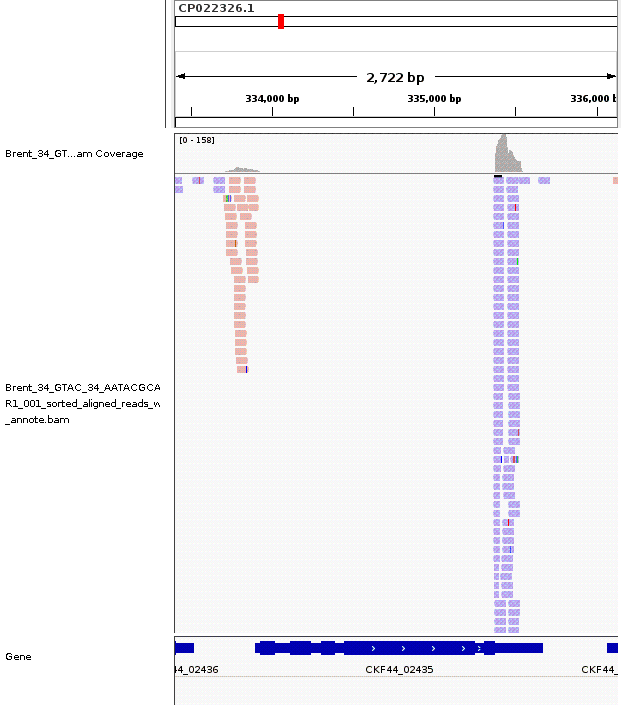 CP022326.1
2,722 bp
334,000 bp 335,000 bp 336,000 b
[0 - 158]
Brent_34_GT...am Coverage
Brent_34_GTAC_34_AATACGCA
R1_001_sorted_aligned_reads_w
_annote.bam
Gene
44_02436 CKF44_02435 CKF44_